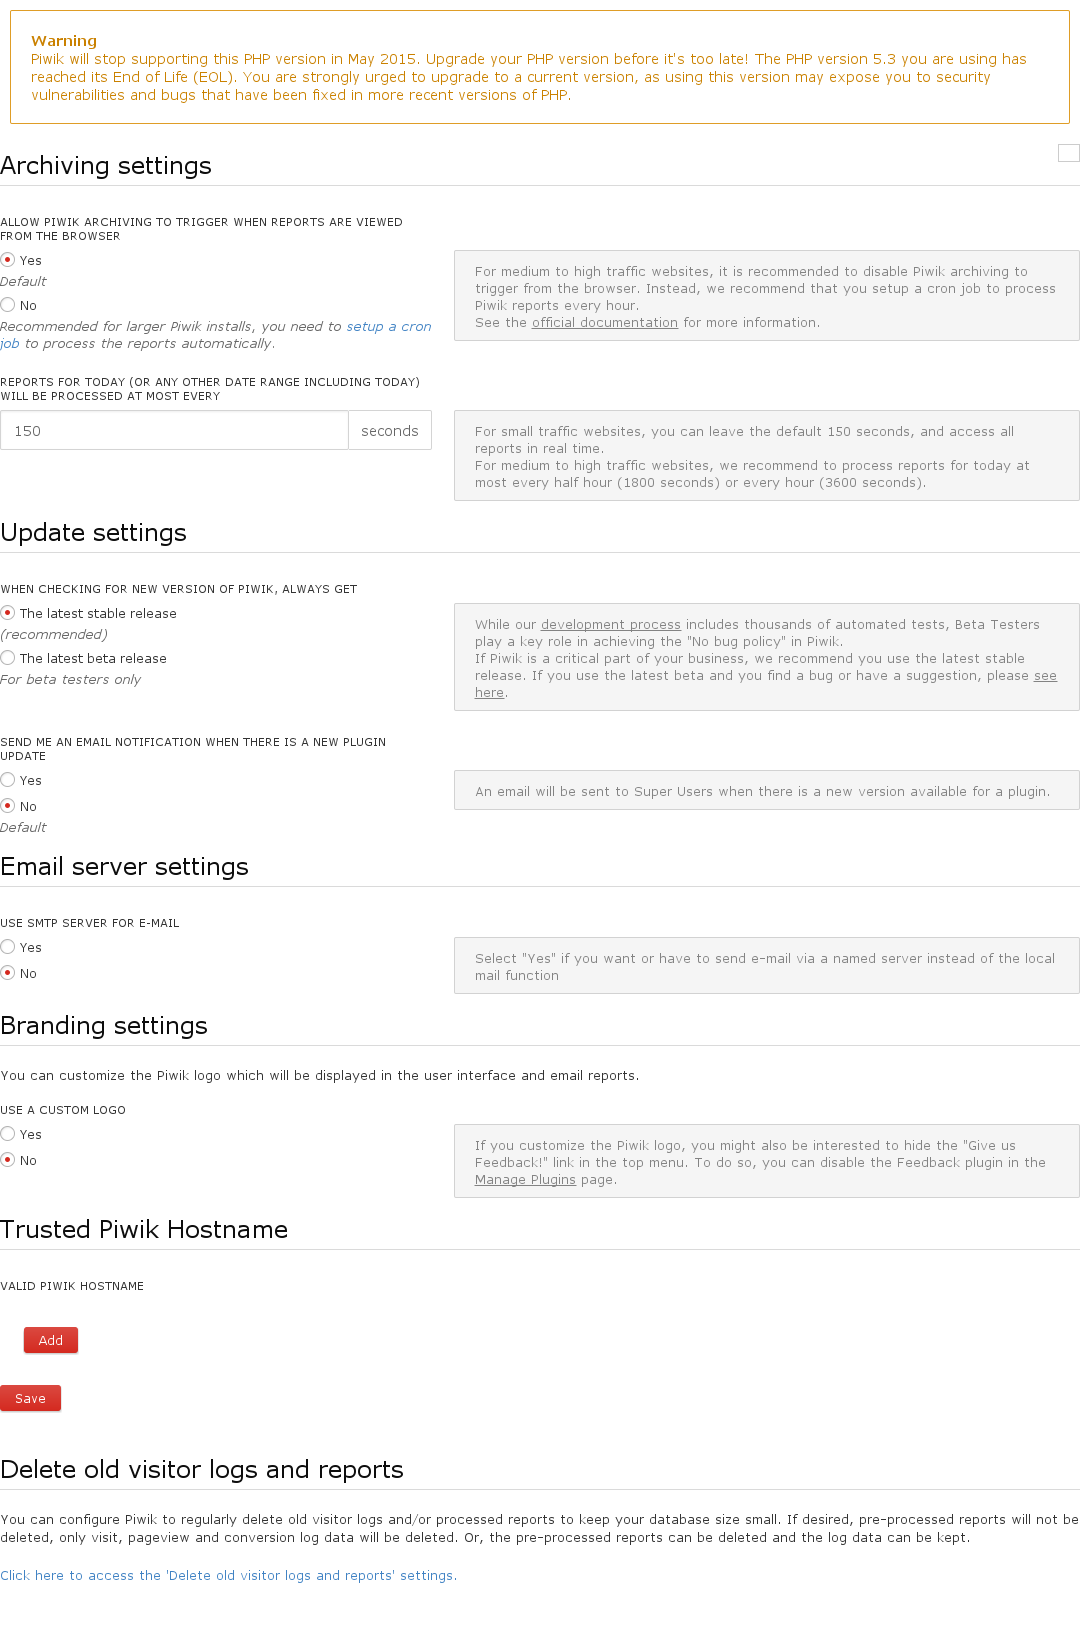 Warning
Piwik will stop supporting this PHP version in May 2015. Upgrade your PHP version before it's too late! The PHP version 5.3 you are using has
reached its End of Life (EOL). You are strongly urged to upgrade to a current version, as using this version may expose you to security
vulnerabilities and bugs that have been fixed in more recent versions of PHP.
Archiving settings
ALLOW PIWIK ARCHIVING TO TRIGGER WHEN REPORTS ARE VIEWED
FROM THE BROWSER
Yes
Default
No
Recommended for larger Piwik installs, you need to setup a cron
job to process the reports automatically.
For medium to high traffic websites, it is recommended to disable Piwik archiving to
trigger from the browser. Instead, we recommend that you setup a cron job to process
Piwik reports every hour.
See the official documentation for more information.
REPORTS FOR TODAY (OR ANY OTHER DATE RANGE INCLUDING TODAY)
WILL BE PROCESSED AT MOST EVERY
150 seconds
For small traffic websites, you can leave the default 150 seconds, and access all
reports in real time.
For medium to high traffic websites, we recommend to process reports for today at
most every half hour (1800 seconds) or every hour (3600 seconds).
Update settings
WHEN CHECKING FOR NEW VERSION OF PIWIK, ALWAYS GET
The latest stable release
(recommended)
The latest beta release
For beta testers only
While our development process includes thousands of automated tests, Beta Testers
play a key role in achieving the "No bug policy" in Piwik.
If Piwik is a critical part of your business, we recommend you use the latest stable
release. If you use the latest beta and you find a bug or have a suggestion, please see
here.
SEND ME AN EMAIL NOTIFICATION WHEN THERE IS A NEW PLUGIN
UPDATE
Yes
No
Default
An email will be sent to Super Users when there is a new version available for a plugin.
Email server settings
USE SMTP SERVER FOR E-MAIL
Yes
No
Select "Yes" if you want or have to send e-mail via a named server instead of the local
mail function
Branding settings
You can customize the Piwik logo which will be displayed in the user interface and email reports.
USE A CUSTOM LOGO
Yes
No
If you customize the Piwik logo, you might also be interested to hide the "Give us
Feedback!" link in the top menu. To do so, you can disable the Feedback plugin in the
Manage Plugins page.
Trusted Piwik Hostname
VALID PIWIK HOSTNAME
Add
Save
Delete old visitor logs and reports
You can configure Piwik to regularly delete old visitor logs and/or processed reports to keep your database size small. If desired, pre-processed reports will not be
deleted, only visit, pageview and conversion log data will be deleted. Or, the pre-processed reports can be deleted and the log data can be kept.
Click here to access the 'Delete old visitor logs and reports' settings.